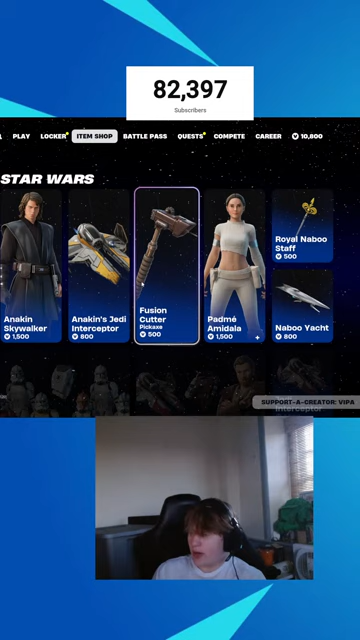 82,397
Subscribers
PLAY LOCKER ITEM SHOP BATTLE PASS QUESTS COMPETE CAREER 10,800
STAR WARS
Anakin
Skywalker
1,500
Anakin's Jedi
Interceptor
800
Fusion
Cutter
Pickaxe
500
Padmé
Amidala
1,500
Royal Naboo
Staff
500
Naboo Yacht
800
Interceptor
SUPPORT-A-CREATOR: VIPA